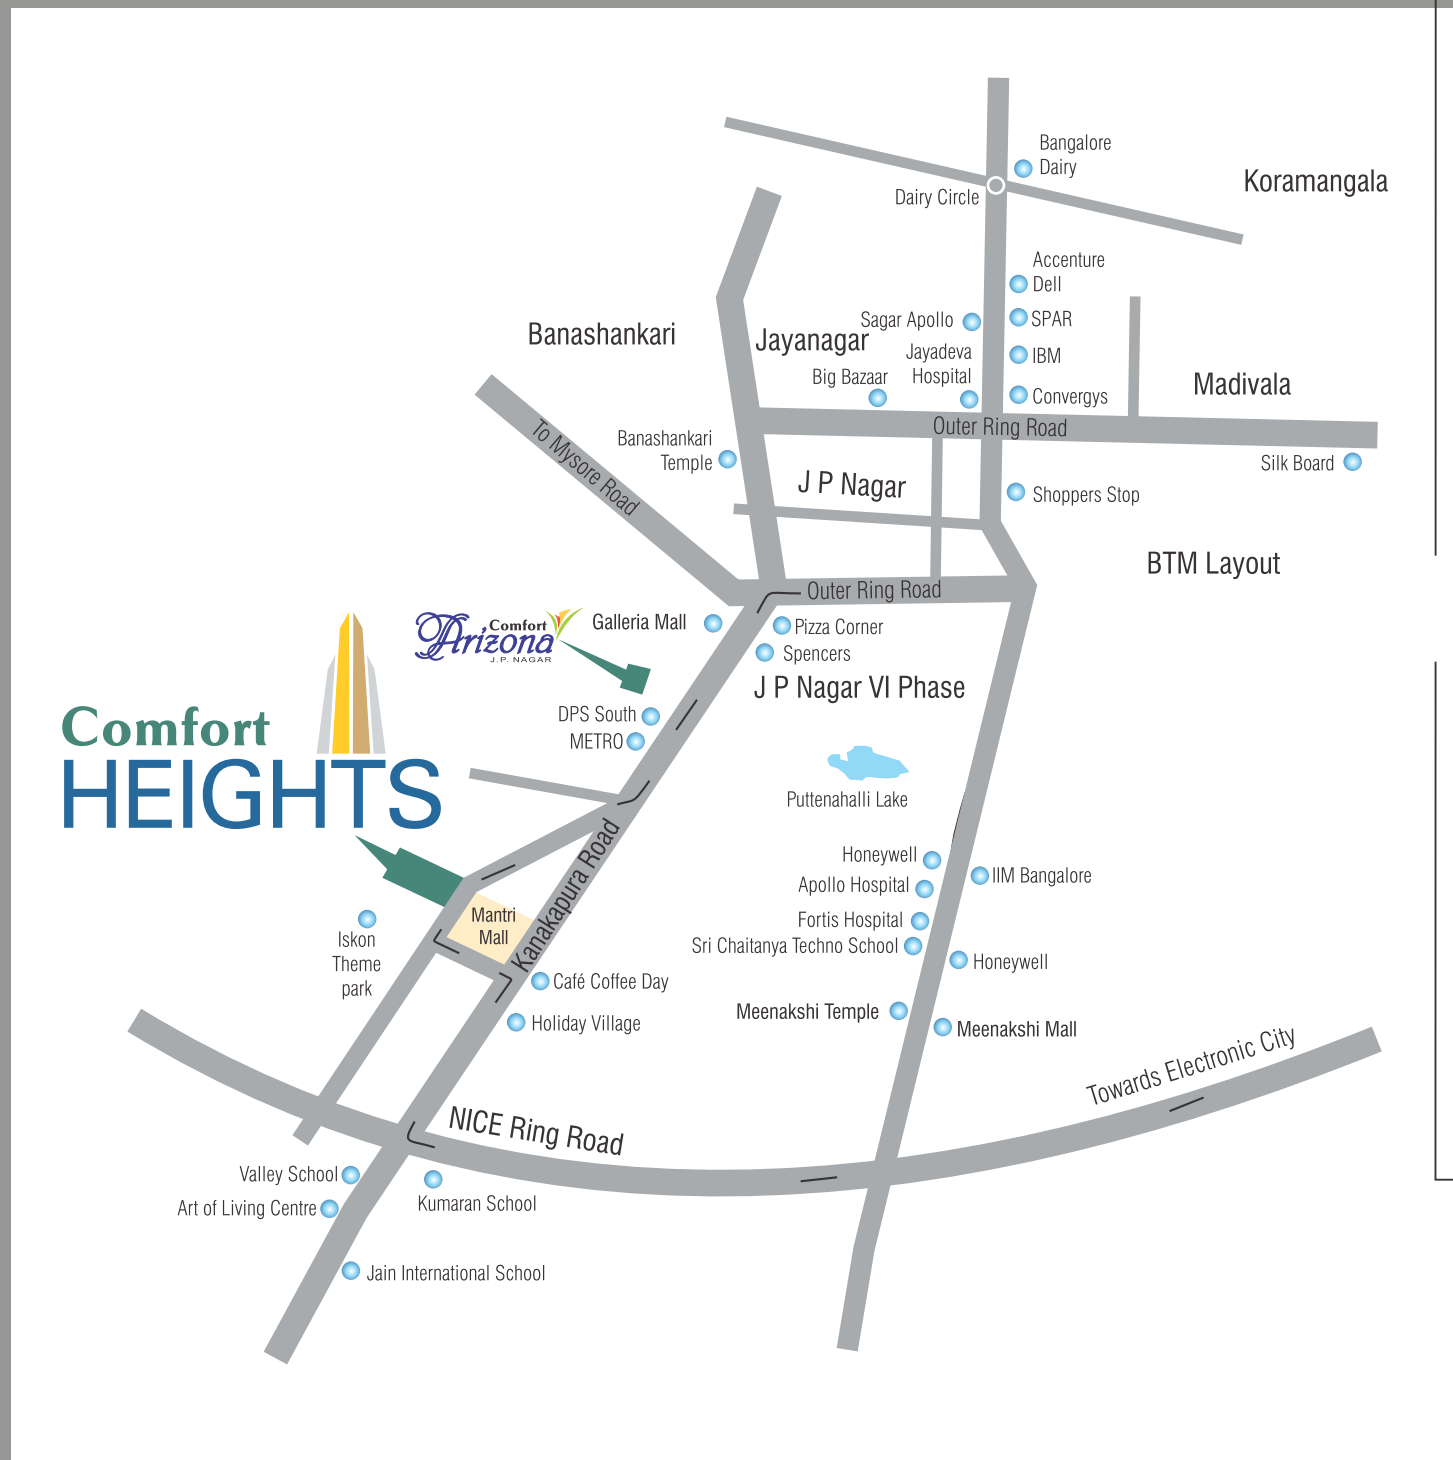 Bangalore
Dairy
Koramangala
Dairy Circle
Accenture
Dell
Sagar Apollo
SPAR
Banashankari
Jayanagar
Jayadeva
Hospital
IBM
Big Bazaar
Madivala
Convergys
Outer Ring Road
To Mysore Road
Banashankari
Temple
Silk Board
J P Nagar
Shoppers Stop
BTM Layout
Outer Ring Road
Comfort
Arizona
J.P. NAGAR
Galleria Mall
Pizza Corner
Spencers
J P Nagar VI Phase
DPS South
METRO
Comfort
HEIGHTS
Puttenahalli Lake
Kanakapura Road
Honeywell
IIM Bangalore
Apollo Hospital
Mantri
Mall
Fortis Hospital
Sri Chaitanya Techno School
Iskon
Theme
park
Honeywell
Café Coffee Day
Meenakshi Temple
Holiday Village
Meenakshi Mall
Towards Electronic City
NICE Ring Road
Valley School
Art of Living Centre
Kumaran School
Jain International School